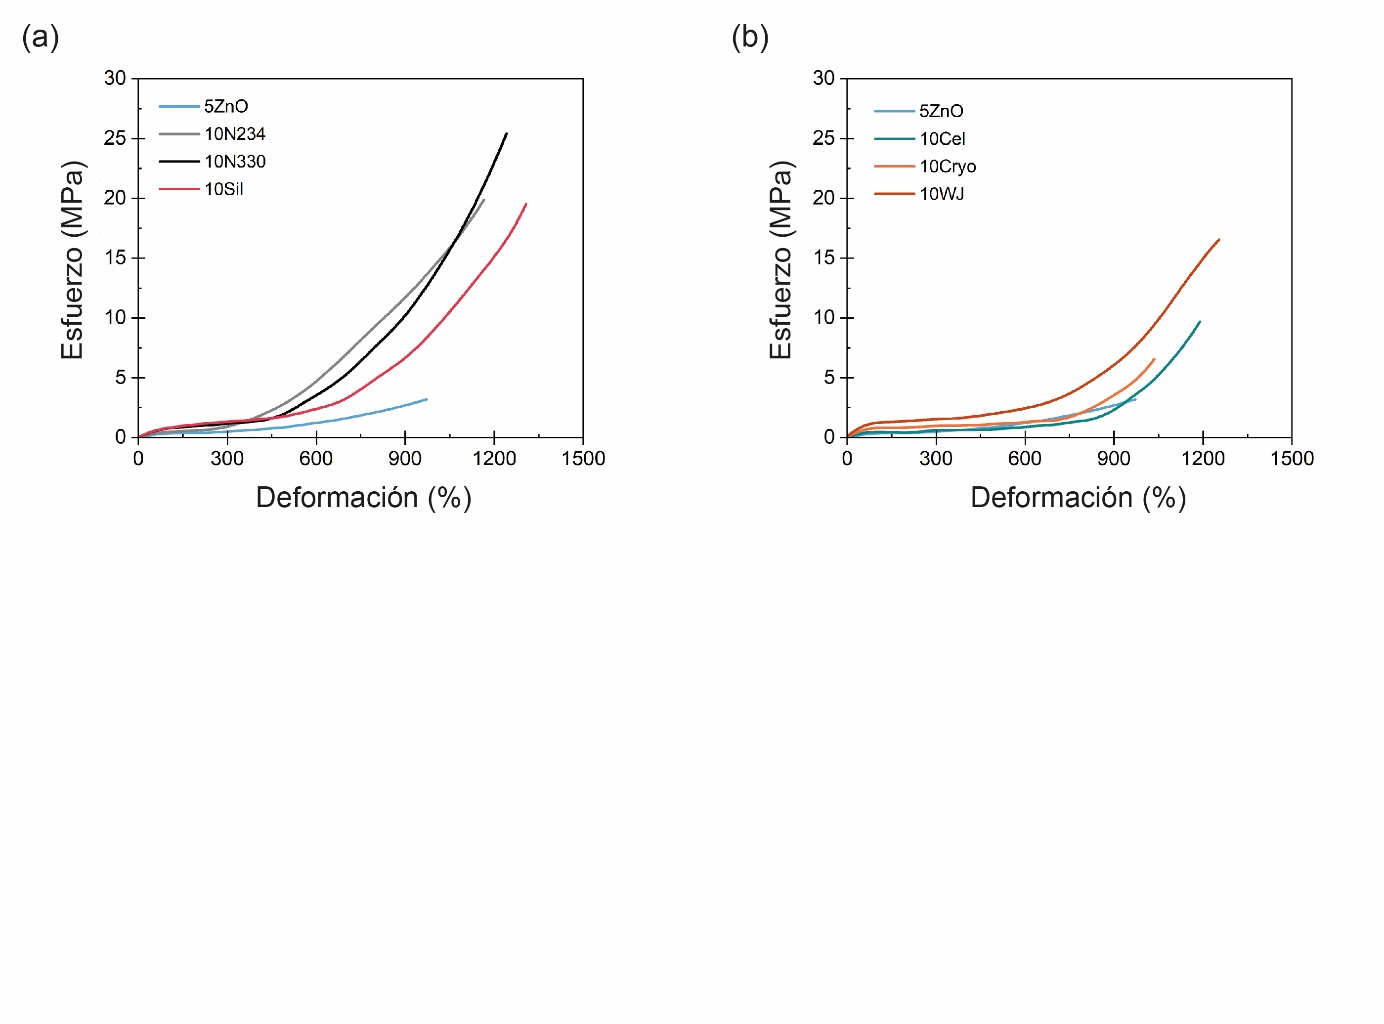 (a)
30
25
20
15
10
5
0
Esfuerzo (MPa)
5ZnO
10N234
10N330
10Sil
0 300 600 900 1200 1500
Deformación (%)
(b)
30
25
20
15
10
5
0
Esfuerzo (MPa)
5ZnO
10Cel
10Cryo
10WJ
0 300 600 900 1200 1500
Deformación (%)